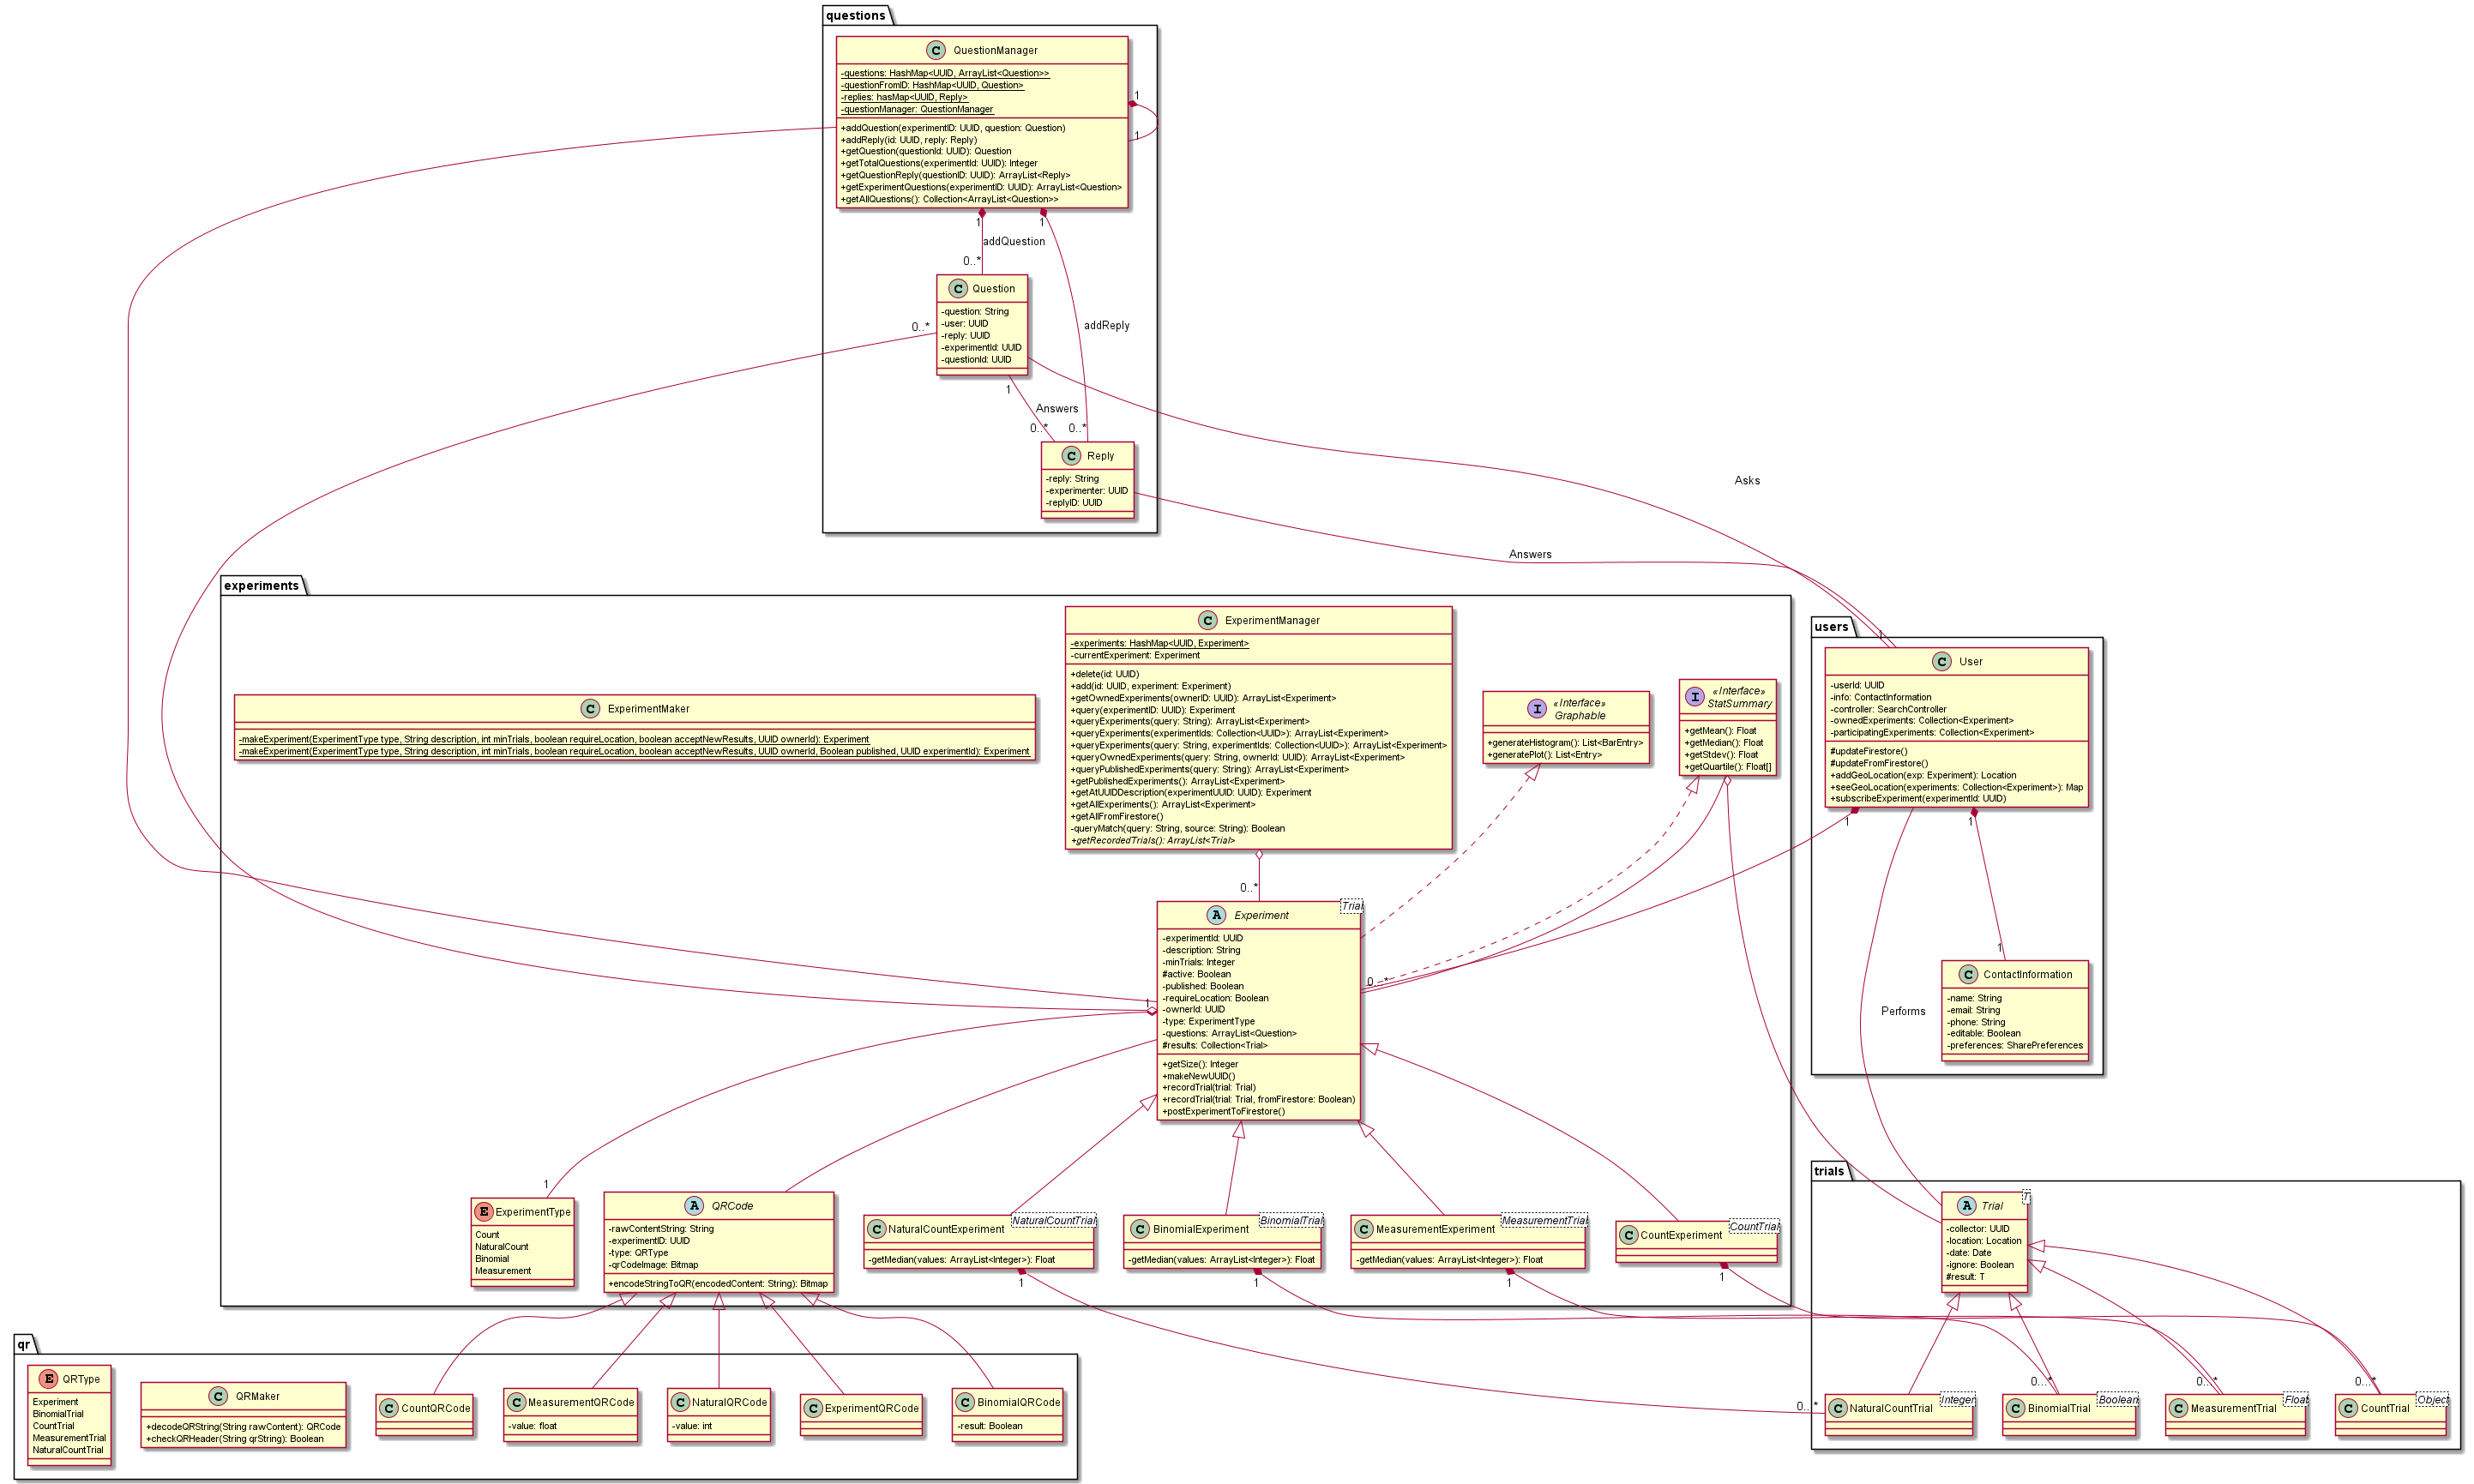 questions
C QuestionManager
-questions: HashMap<UUID, ArrayList<Question>>
-questionFromID: HashMap<UUID, Question>
-replies: hasMap<UUID, Reply>
-questionManager: QuestionManager
+addQuestion(experimentID: UUID, question: Question)
+addReply(id: UUID, reply: Reply)
+getQuestion(questionId: UUID): Question
+getTotalQuestions(experimentId: UUID): Integer
+getQuestionReply(questionID: UUID): ArrayList<Reply>
+getExperimentQuestions(experimentID: UUID): ArrayList<Question>
+getAllQuestions(): Collection<ArrayList<Question>>
1
1
1
1
addQuestion
0..*
C Question
-question: String
-user: UUID
-reply: UUID
-experimentId: UUID
-questionId: UUID
0..*
addReply
1
Answers
0..*
0..*
C Reply
-reply: String
-experimenter: UUID
-replyID: UUID
Asks
Answers
experiments
C ExperimentMaker
-makeExperiment(ExperimentType type, String description, int minTrials, boolean requireLocation, boolean acceptNewResults, UUID ownerId): Experiment
-makeExperiment(ExperimentType type, String description, int minTrials, boolean requireLocation, boolean acceptNewResults, UUID ownerId, Boolean published, UUID experimentId): Experiment
C ExperimentManager
-experiments: HashMap<UUID, Experiment>
-currentExperiment: Experiment
+delete(id: UUID)
+add(id: UUID, experiment: Experiment)
+getOwnedExperiments(ownerID: UUID): ArrayList<Experiment>
+query(experimentID: UUID): Experiment
+queryExperiments(query: String): ArrayList<Experiment>
+queryExperiments(experimentIds: Collection<UUID>): ArrayList<Experiment>
+queryExperiments(query: String, experimentIds: Collection<UUID>): ArrayList<Experiment>
+queryOwnedExperiments(query: String, ownerId: UUID): ArrayList<Experiment>
+queryPublishedExperiments(query: String): ArrayList<Experiment>
+getPublishedExperiments(): ArrayList<Experiment>
+getAtUUIDDescription(experimentUUID: UUID): Experiment
+getAllExperiments(): ArrayList<Experiment>
+getAllFromFirestore()
-queryMatch(query: String, source: String): Boolean
+getRecordedTrials(): ArrayList<Trial>
0..*
I «Interface»
Graphable
+generateHistogram(): List<BarEntry>
+generatePlot(): List<Entry>
I «Interface»
StatSummary
+getMean(): Float
+getMedian(): Float
+getStdev(): Float
+getQuartile(): Float[]
users
1
C User
-userId: UUID
-info: ContactInformation
-controller: SearchController
-ownedExperiments: Collection<Experiment>
-participatingExperiments: Collection<Experiment>
#updateFirestore()
#updateFromFirestore()
+addGeoLocation(exp: Experiment): Location
+seeGeoLocation(experiments: Collection<Experiment>): Map
+subscribeExperiment(experimentId: UUID)
1
1
1
C ContactInformation
-name: String
-email: String
-phone: String
-editable: Boolean
-preferences: SharePreferences
Performs
A Experiment
Trial
-experimentId: UUID
-description: String
-minTrials: Integer
#active: Boolean
-published: Boolean
-requireLocation: Boolean
-ownerId: UUID
-type: ExperimentType
-questions: ArrayList<Question>
#results: Collection<Trial>
+getSize(): Integer
+makeNewUUID()
+recordTrial(trial: Trial)
+recordTrial(trial: Trial, fromFirestore: Boolean)
+postExperimentToFirestore()
0..*
1
1
E ExperimentType
Count
NaturalCount
Binomial
Measurement
A QRCode
-rawContentString: String
-experimentID: UUID
-type: QRType
-qrCodeImage: Bitmap
+encodeStringToQR(encodedContent: String): Bitmap
C NaturalCountExperiment
NaturalCountTrial
-getMedian(values: ArrayList<Integer>): Float
1
C BinomialExperiment
BinomialTrial
-getMedian(values: ArrayList<Integer>): Float
1
C MeasurementExperiment
MeasurementTrial
-getMedian(values: ArrayList<Integer>): Float
1
C CountExperiment
CountTrial
1
trials
A Trial
T
-collector: UUID
-location: Location
-date: Date
-ignore: Boolean
#result: T
0..*
0..*
0..*
0..*
C NaturalCountTrial
Integer
C BinomialTrial
Boolean
C MeasurementTrial
Float
C CountTrial
Object
qr
E QRType
Experiment
BinomialTrial
CountTrial
MeasurementTrial
NaturalCountTrial
C QRMaker
+decodeQRString(String rawContent): QRCode
+checkQRHeader(String qrString): Boolean
C CountQRCode
C MeasurementQRCode
-value: float
C NaturalQRCode
-value: int
C ExperimentQRCode
C BinomialQRCode
-result: Boolean